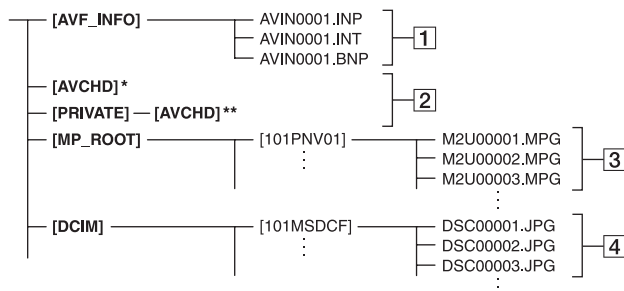 [AVF_INFO] AVIN0001.INP
AVIN0001.INT 1
AVIN0001.BNP
[AVCHD]*
2
[PRIVATE] [AVCHD]**
[MP_ROOT] [101PNV01] M2U00001.MPG
M2U00002.MPG 3
M2U00003.MPG
[DCIM] [101MSDCF] DSC00001.JPG
DSC00002.JPG 4
DSC00003.JPG